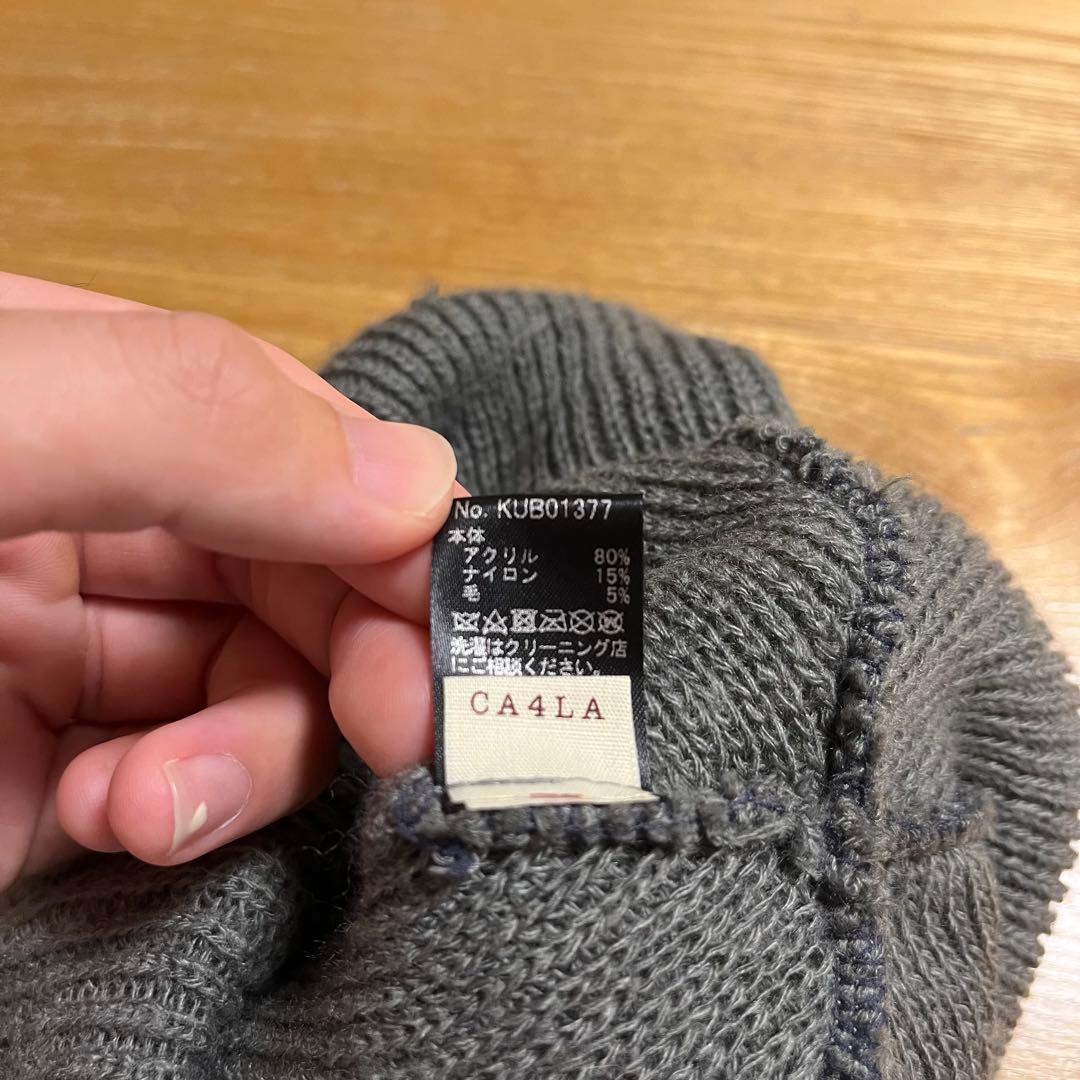 No. KUB01377
本体
アクリル 80%
ナイロン 15%
毛 5%
洗濯はクリーニング店
にご相談ください。
CA4LA